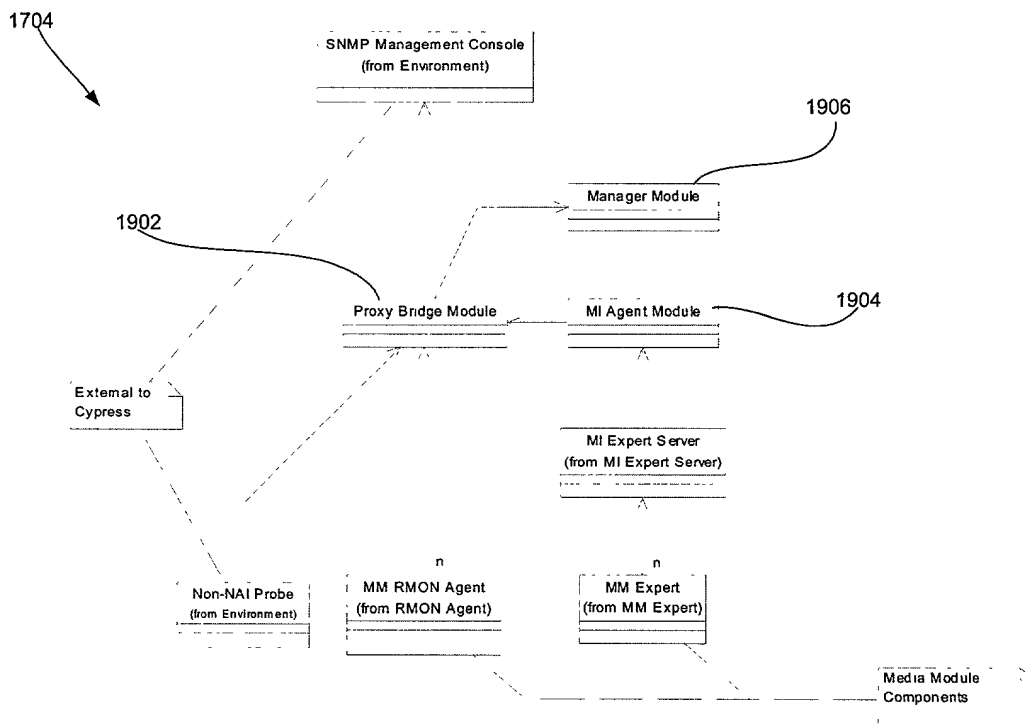 1704
SNMP Management Console
(from Environment)
1906
Manager Module
1902
Proxy Bridge Module
MI Agent Module
1904
External to
Cypress
MI Expert Server
(from MI Expert Server)
n
n
Non-NAI Probe
(from Environment)
MM RMON Agent
(from RMON Agent)
MM Expert
(from MM Expert)
Media Module
Components